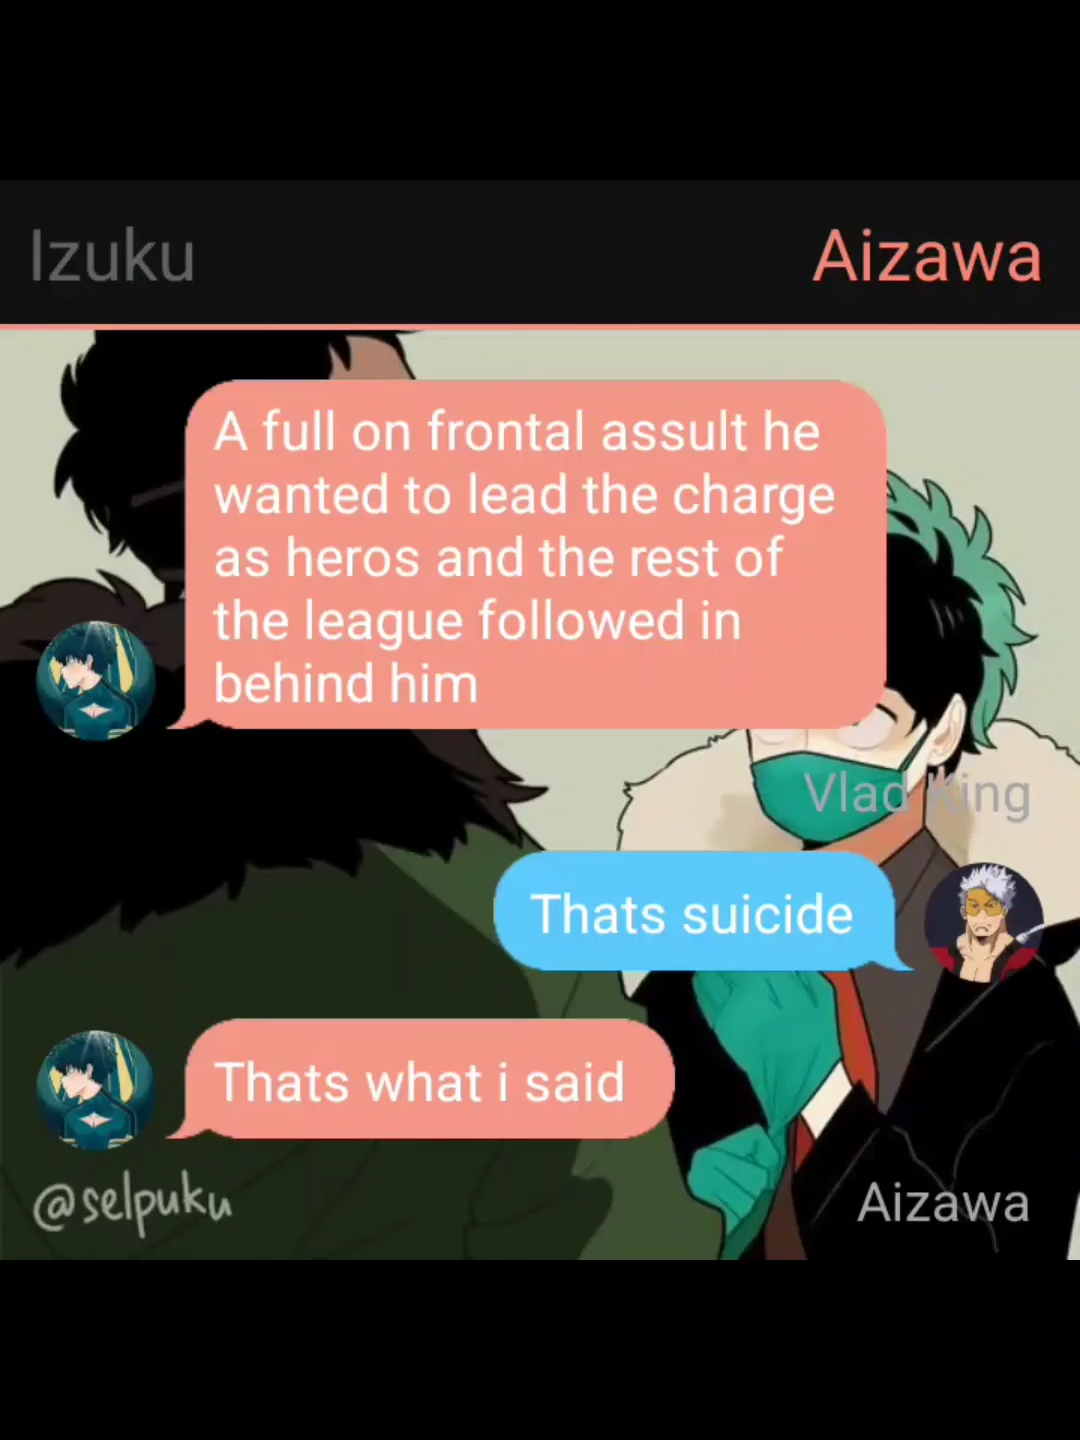 Izuku
Aizawa
A full on frontal assult he
wanted to lead the charge
as heros and the rest of
the league followed in
behind him
Vlad King
Thats suicide
Thats what i said
@selpuku
Aizawa